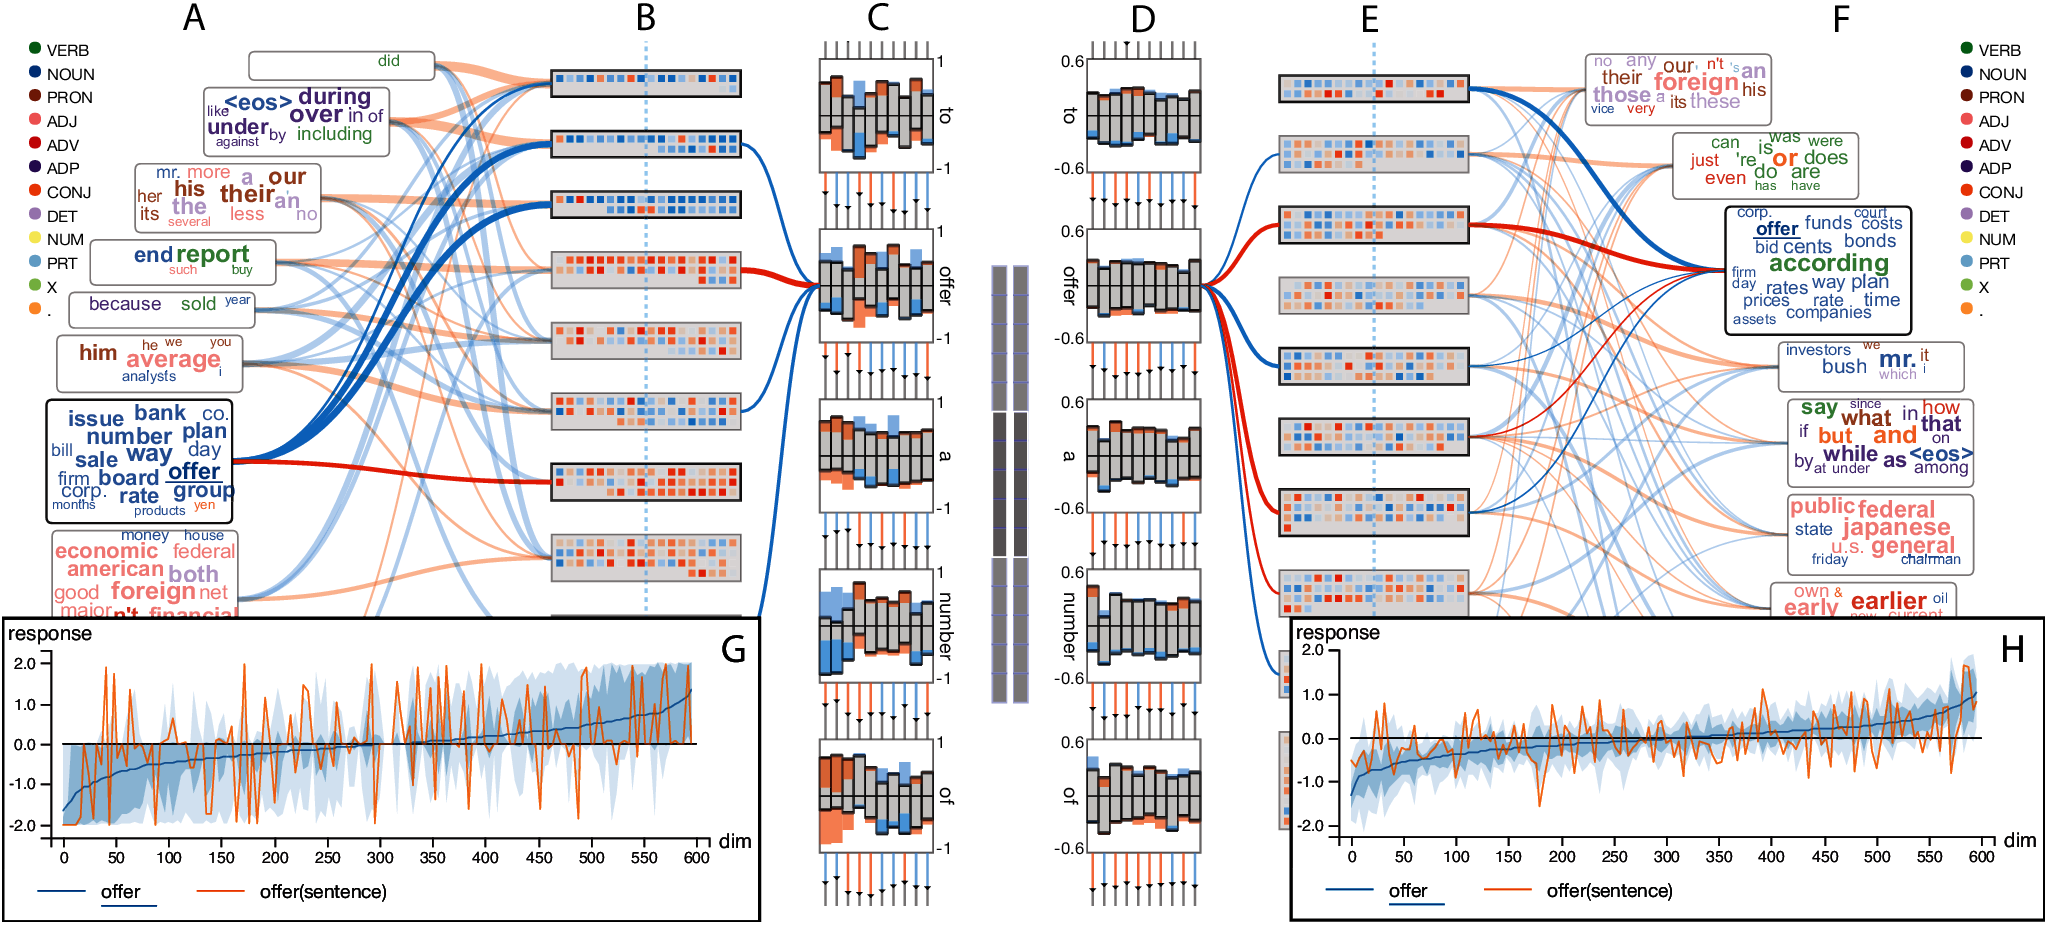 A
B
C
D
E
F
VERB
NOUN
PRON
ADJ
ADV
ADP
CONJ
DET
NUM
PRT
X
.
did
<eos> during
like over in of
under by including
against
mr. more a our
her his their an
its the less no
several
end report
such buy
because sold year
he we you
him average
analysts i
issue bank co.
number plan
bill sale way day
firm board offer
corp. rate group
months products yen
money house
economic federal
american both
good foreign net
major n't financial
1
to
-1
1
offer
-1
1
a
-1
1
number
-1
1
of
-1
0.6
to
-0.6
0.6
offer
-0.6
0.6
a
-0.6
0.6
number
-0.6
0.6
of
-0.6
no any our n't 's an
their foreign his
those a its these
vice very
can was were
is
just 're or does
even do are
has have
corp. court
offer funds costs
bid cents bonds
according
firm
day rates way plan
prices rate time
assets companies
investors we mr. it
bush which i
say since what in how
if but and that
on
while as <eos>
by at under among
public federal
state japanese
u.s. general
friday chairman
own & earlier oil
early new current
VERB
NOUN
PRON
ADJ
ADV
ADP
CONJ
DET
NUM
PRT
X
.
response
G
2.0
1.0
0.0
-1.0
-2.0
0 50 100 150 200 250 300 350 400 450 500 550 600
dim
offer
offer(sentence)
response
H
2.0
1.0
0.0
-1.0
-2.0
0 50 100 150 200 250 300 350 400 450 500 550 600
dim
offer
offer(sentence)